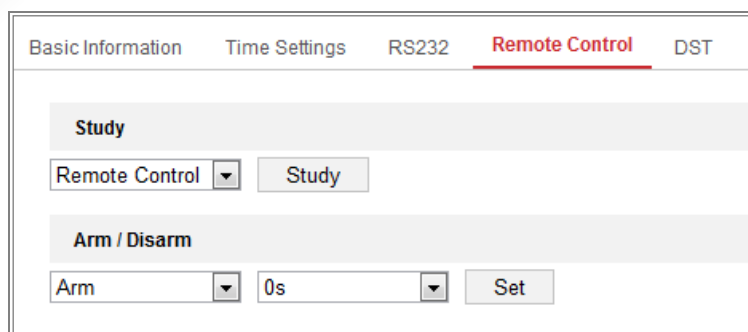 Basic Information Time Settings RS232 Remote Control DST
Study
Remote Control Study
Arm / Disarm
Arm 0s Set